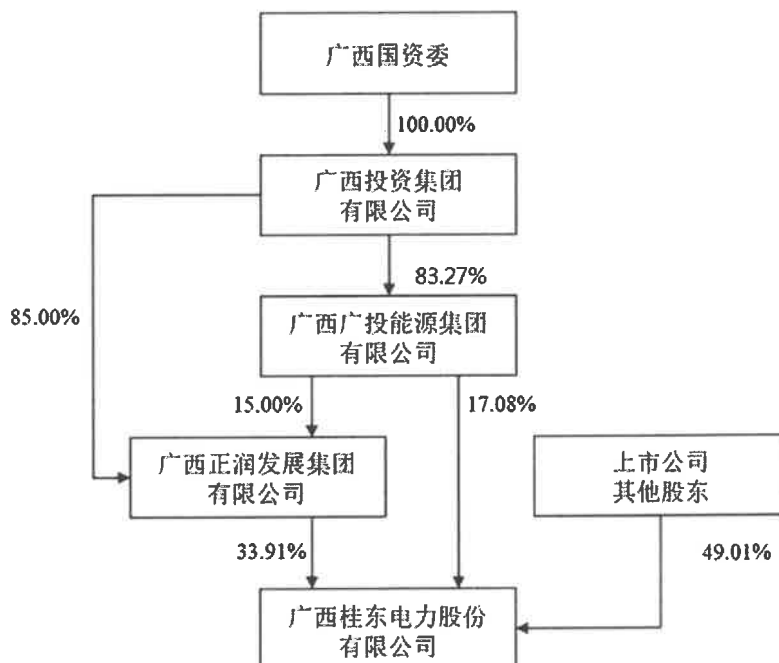 广西国资委
100.00%
广西投资集团
有限公司
83.27%
85.00%
广西广投能源集团
有限公司
15.00%
17.08%
广西正润发展集团
有限公司
上市公司
其他股东
33.91%
49.01%
广西桂东电力股份
有限公司